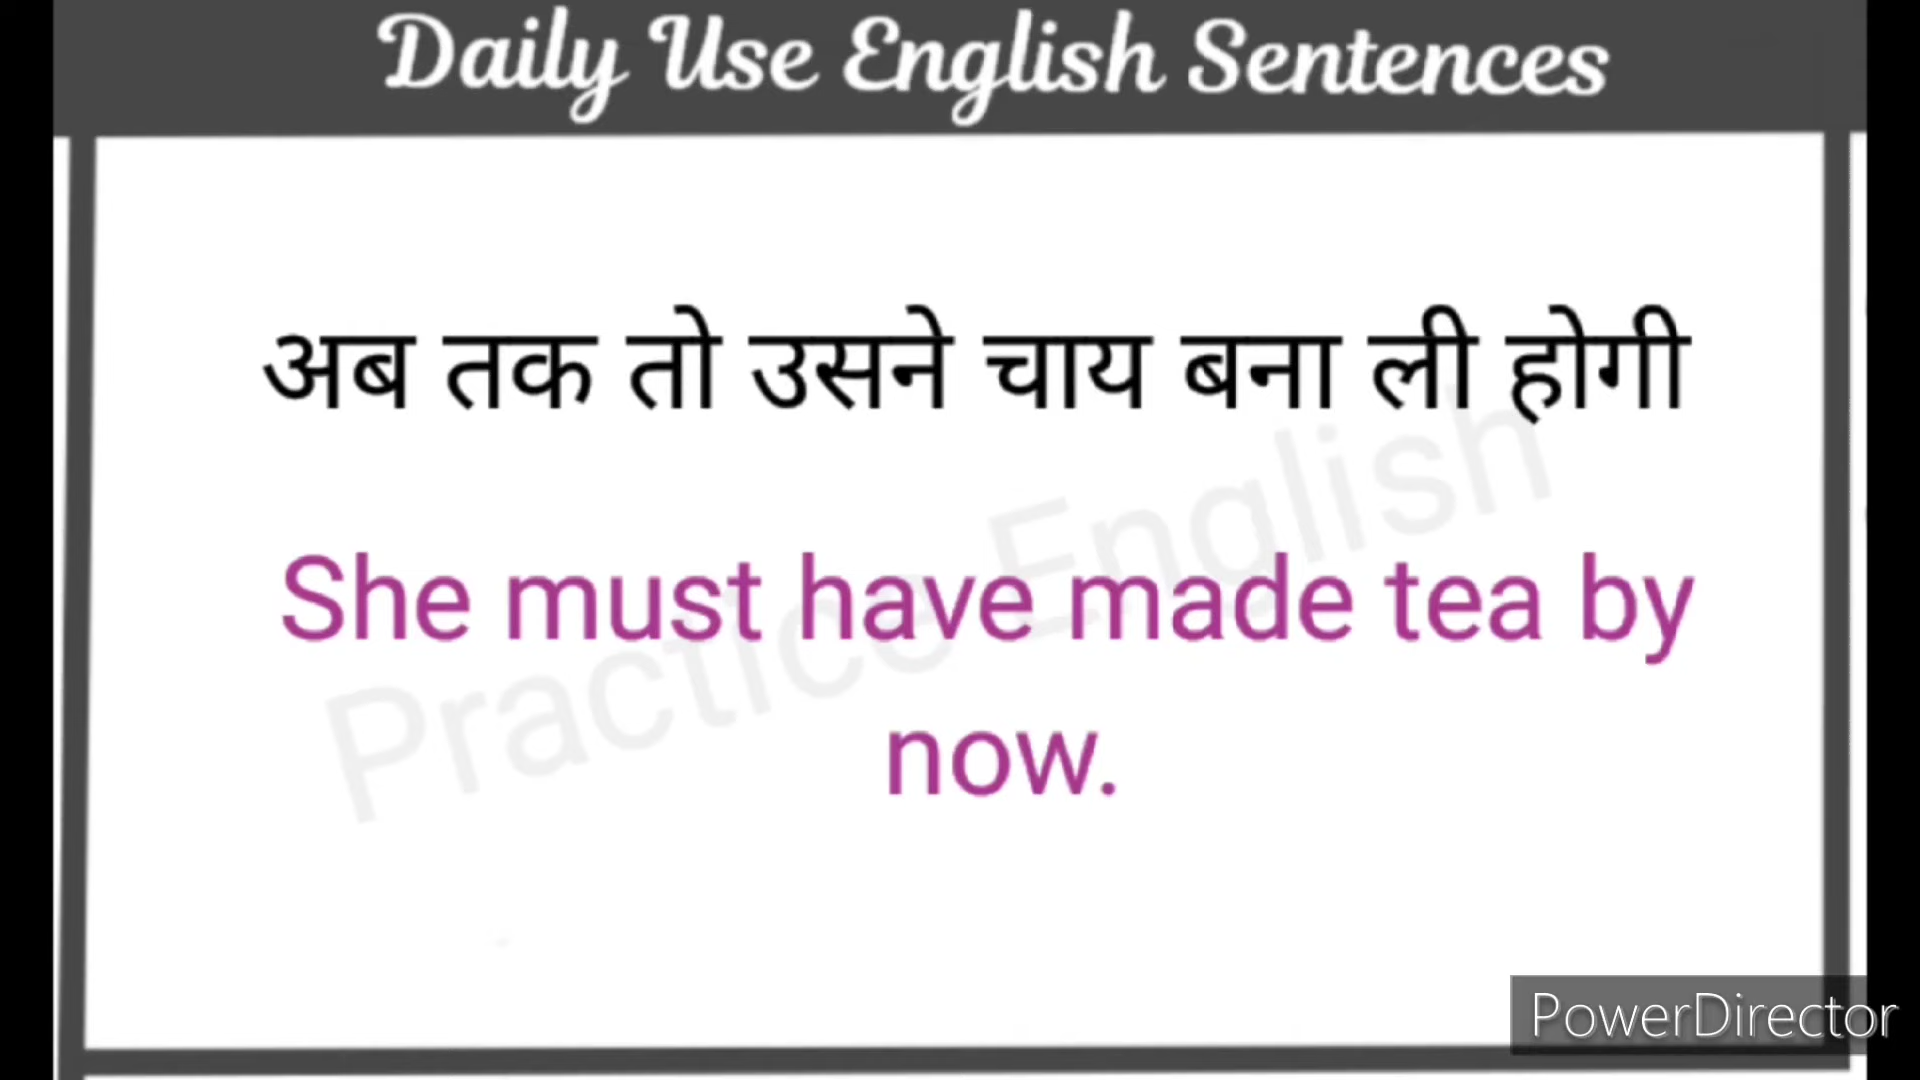 Daily Use English Sentences
अब तक तो उसने चाय बना ली होगी
She must have made tea by
now.
Practice English
PowerDirector